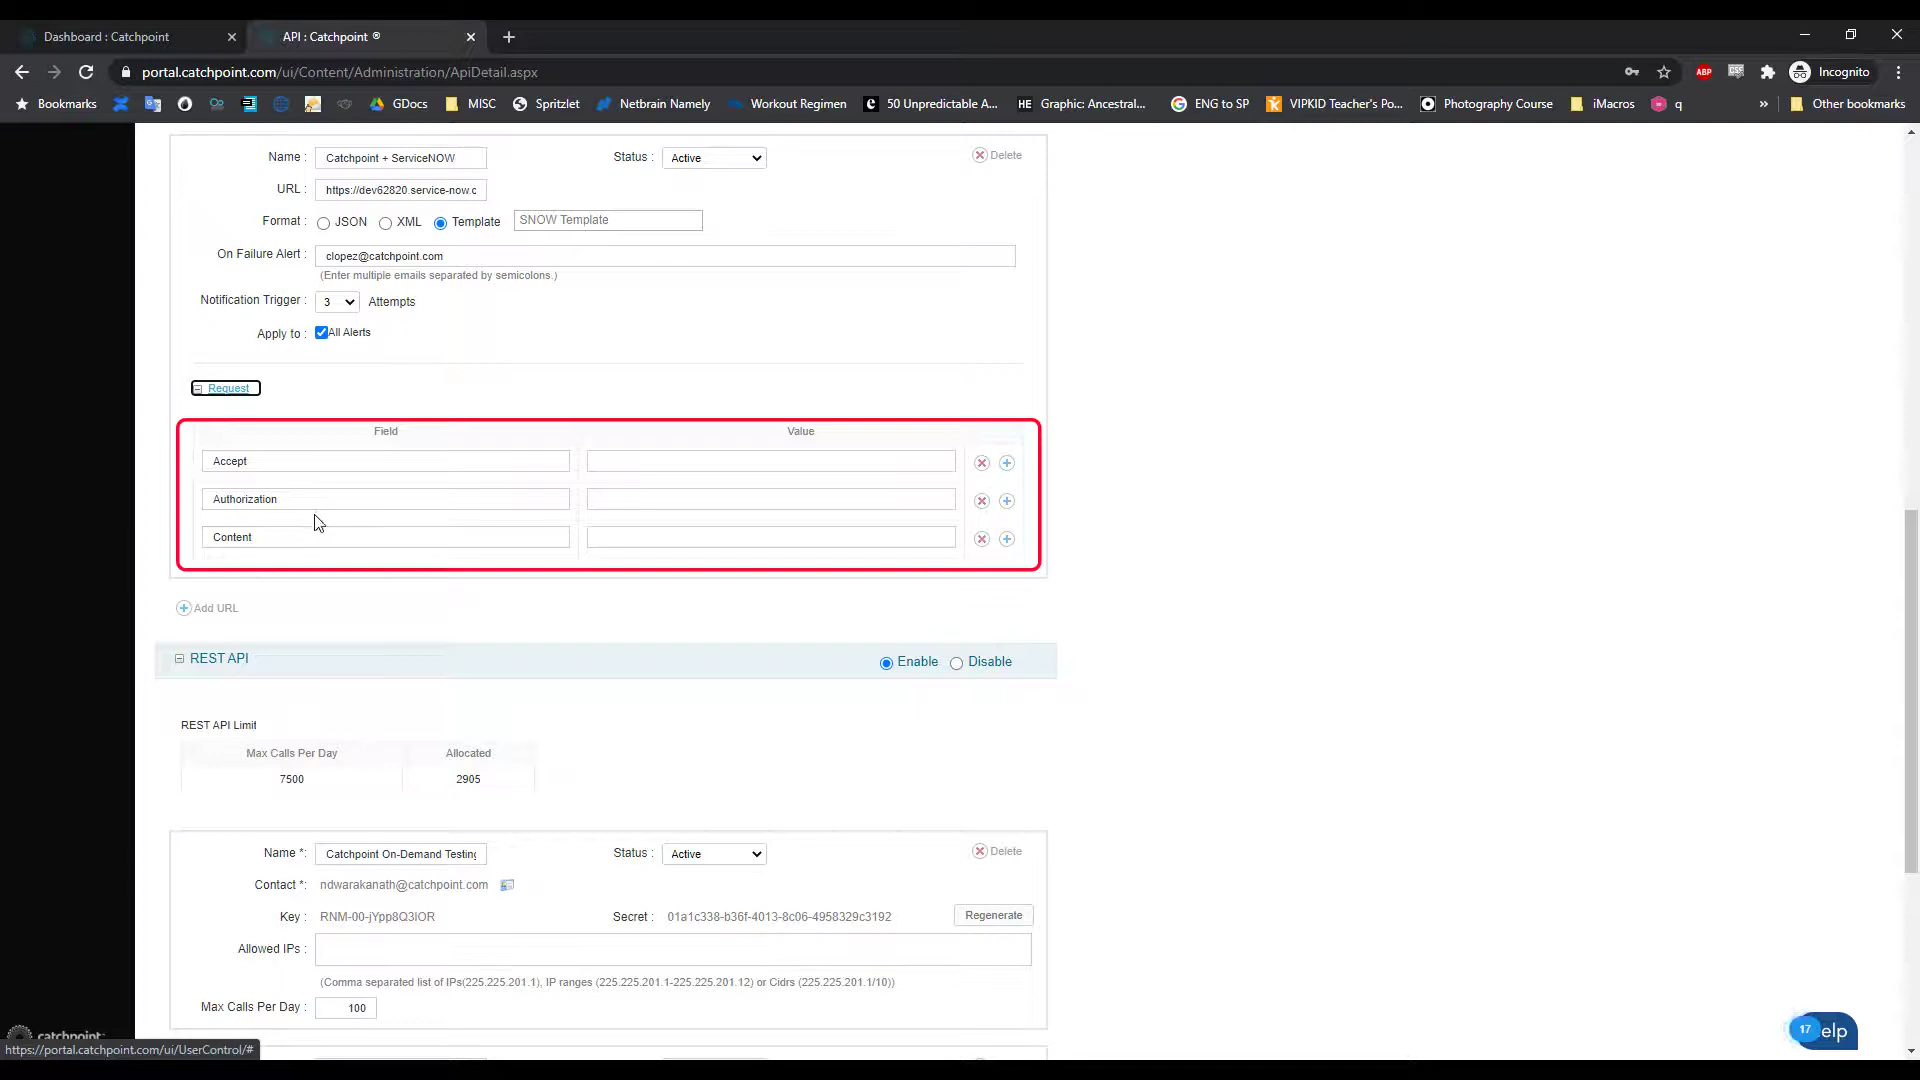 Dashboard : Catchpoint
API : Catchpoint ®
portal.catchpoint.com/ui/Content/Administration/ApiDetail.aspx
ABP
CSS
Incognito
Bookmarks
GDocs
MISC
Spritzlet
Netbrain Namely
Workout Regimen
50 Unpredictable A...
HE
Graphic: Ancestral...
ENG to SP
VIPKID Teacher's Po...
Photography Course
iMacros
q
»
Other bookmarks
Name :
Catchpoint + ServiceNOW
Status :
Active
Delete
URL :
https://dev62820.service-now.c
Format :
JSON
XML
Template
SNOW Template
On Failure Alert :
clopez@catchpoint.com
(Enter multiple emails separated by semicolons.)
Notification Trigger :
3
Attempts
Apply to :
All Alerts
Request
Field
Value
Accept
Authorization
Content
Add URL
REST API
Enable
Disable
REST API Limit
Max Calls Per Day
Allocated
7500
2905
Name *:
Catchpoint On-Demand Testing
Status :
Active
Delete
Contact *:
ndwarakanath@catchpoint.com
Key :
RNM-00-jYpp8Q3IOR
Secret :
01a1c338-b36f-4013-8c06-4958329c3192
Regenerate
Allowed IPs :
(Comma separated list of IPs(225.225.201.1), IP ranges (225.225.201.1-225.225.201.12) or Cidrs (225.225.201.1/10))
Max Calls Per Day :
100
catchpoint
17
elp
https://portal.catchpoint.com/ui/UserControl/#